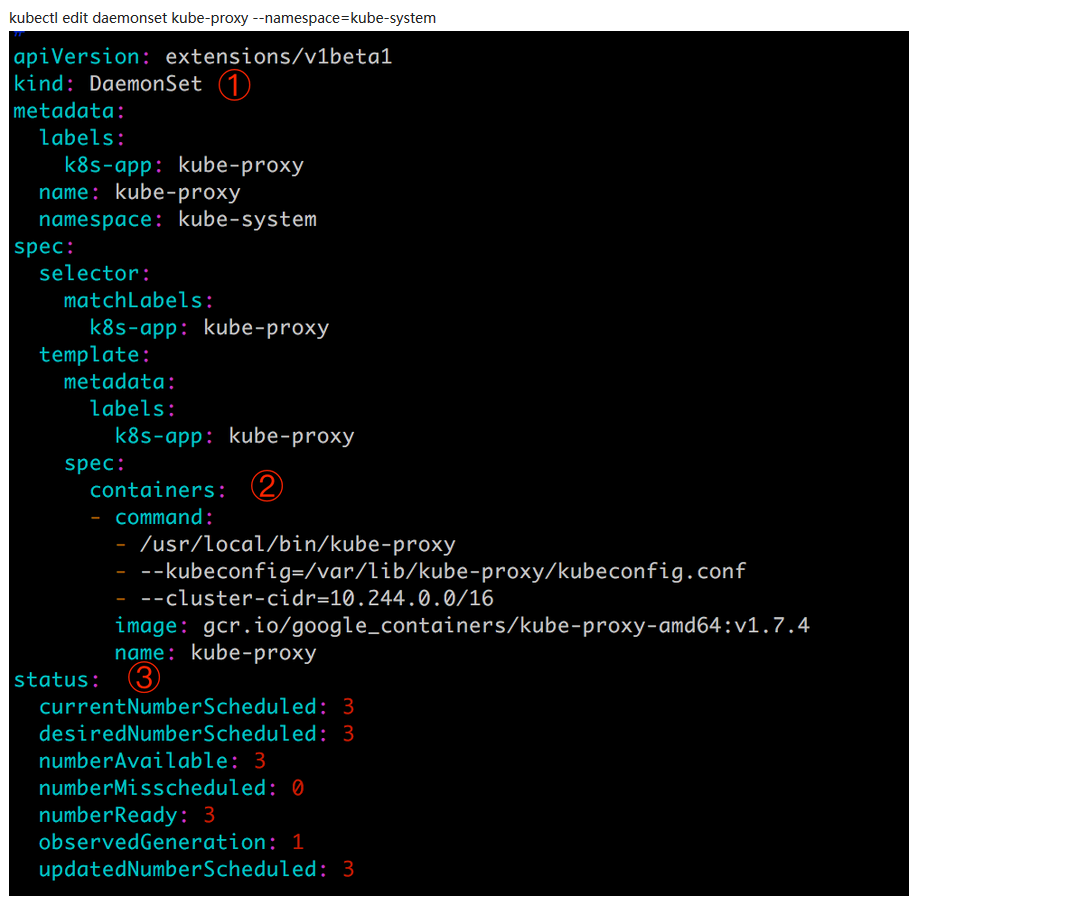 kubectl edit daemonset kube-proxy --namespace=kube-system
#
apiVersion: extensions/v1beta1
kind: DaemonSet ①
metadata:
  labels:
    k8s-app: kube-proxy
  name: kube-proxy
  namespace: kube-system
spec:
  selector:
    matchLabels:
      k8s-app: kube-proxy
  template:
    metadata:
      labels:
        k8s-app: kube-proxy
    spec:
      containers: ②
      - command:
        - /usr/local/bin/kube-proxy
        - --kubeconfig=/var/lib/kube-proxy/kubeconfig.conf
        - --cluster-cidr=10.244.0.0/16
        image: gcr.io/google_containers/kube-proxy-amd64:v1.7.4
        name: kube-proxy
status: ③
  currentNumberScheduled: 3
  desiredNumberScheduled: 3
  numberAvailable: 3
  numberMisscheduled: 0
  numberReady: 3
  observedGeneration: 1
  updatedNumberScheduled: 3